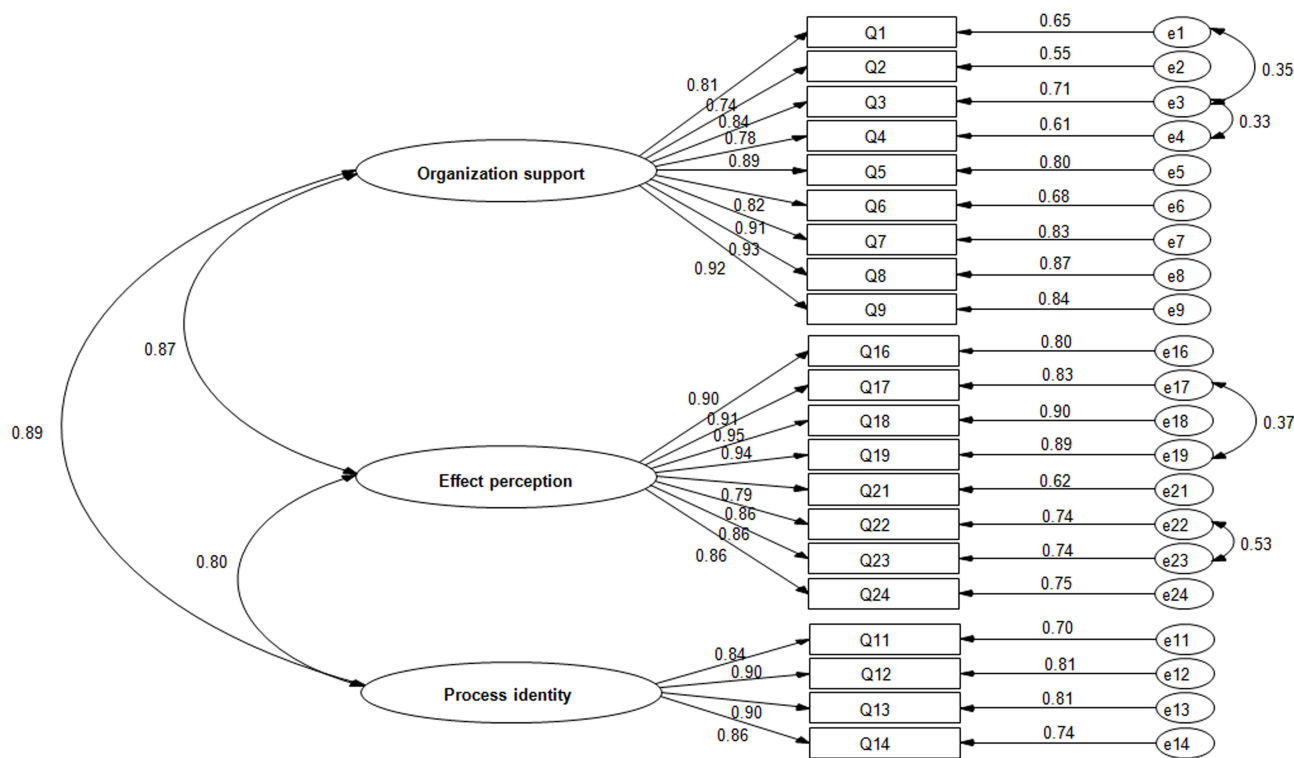 Q1 0.65 e1
Q2 0.55 e2
0.35
0.81
Q3 0.71 e3
0.74
0.84
0.33
Q4 0.61 e4
0.78
Organization support
0.89
Q5 0.80 e5
Q6 0.68 e6
0.82
Q7 0.83 e7
0.91
0.93
Q8 0.87 e8
0.92
Q9 0.84 e9
0.87
Q16 0.80 e16
Q17 0.83 e17
0.90
0.91
Q18 0.90 e18
0.37
0.95
0.89
0.94
Q19 0.89 e19
Effect perception
Q21 0.62 e21
0.79
0.86
Q22 0.74 e22
0.86
0.53
0.86
Q23 0.74 e23
0.80
Q24 0.75 e24
Q11 0.70 e11
0.84
0.90
Q12 0.81 e12
Process identity
Q13 0.81 e13
0.90
0.86
Q14 0.74 e14